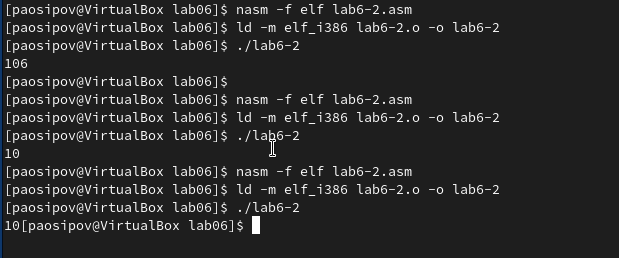 [paosipov@VirtualBox lab06]$ nasm -f elf lab6-2.asm
[paosipov@VirtualBox lab06]$ ld -m elf_i386 lab6-2.o -o lab6-2
[paosipov@VirtualBox lab06]$ ./lab6-2
106
[paosipov@VirtualBox lab06]$
[paosipov@VirtualBox lab06]$ nasm -f elf lab6-2.asm
[paosipov@VirtualBox lab06]$ ld -m elf_i386 lab6-2.o -o lab6-2
[paosipov@VirtualBox lab06]$ ./lab6-2
10
[paosipov@VirtualBox lab06]$ nasm -f elf lab6-2.asm
[paosipov@VirtualBox lab06]$ ld -m elf_i386 lab6-2.o -o lab6-2
[paosipov@VirtualBox lab06]$ ./lab6-2
10[paosipov@VirtualBox lab06]$